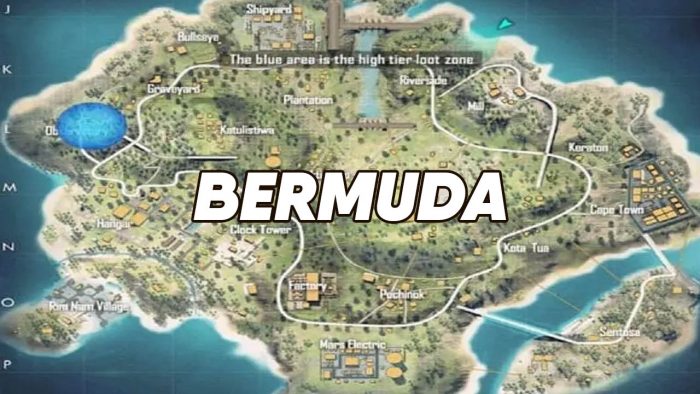 J
Shipyard
Bullseye
The blue area is the high tier loot zone
K
Graveyard
Riverside
Plantation
Mill
L
Katulistiwa
Keraton
M
BERMUDA
Cape Town
Hangar
Clock Tower
N
Kota Tua
Factory
Pochinok
O
Rim Nam Village
Sentosa
Mars Electric
P